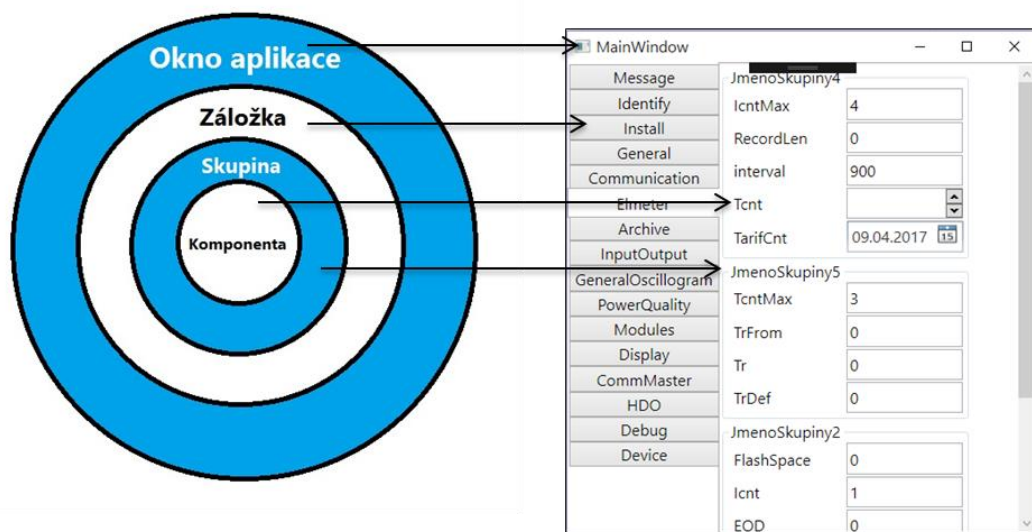 Okno aplikace
Záložka
Skupina
Komponenta
MainWindow
Message
Identify
Install
General
Communication
Elmeter
Archive
InputOutput
GeneralOscillogram
PowerQuality
Modules
Display
CommMaster
HDO
Debug
Device
JmenoSkupiny4
IcntMax 4
RecordLen 0
interval 900
Tcnt
TarifCnt 09.04.2017 15
JmenoSkupiny5
TcntMax 3
TrFrom 0
Tr 0
TrDef 0
JmenoSkupiny2
FlashSpace 0
Icnt 1
EOD 0